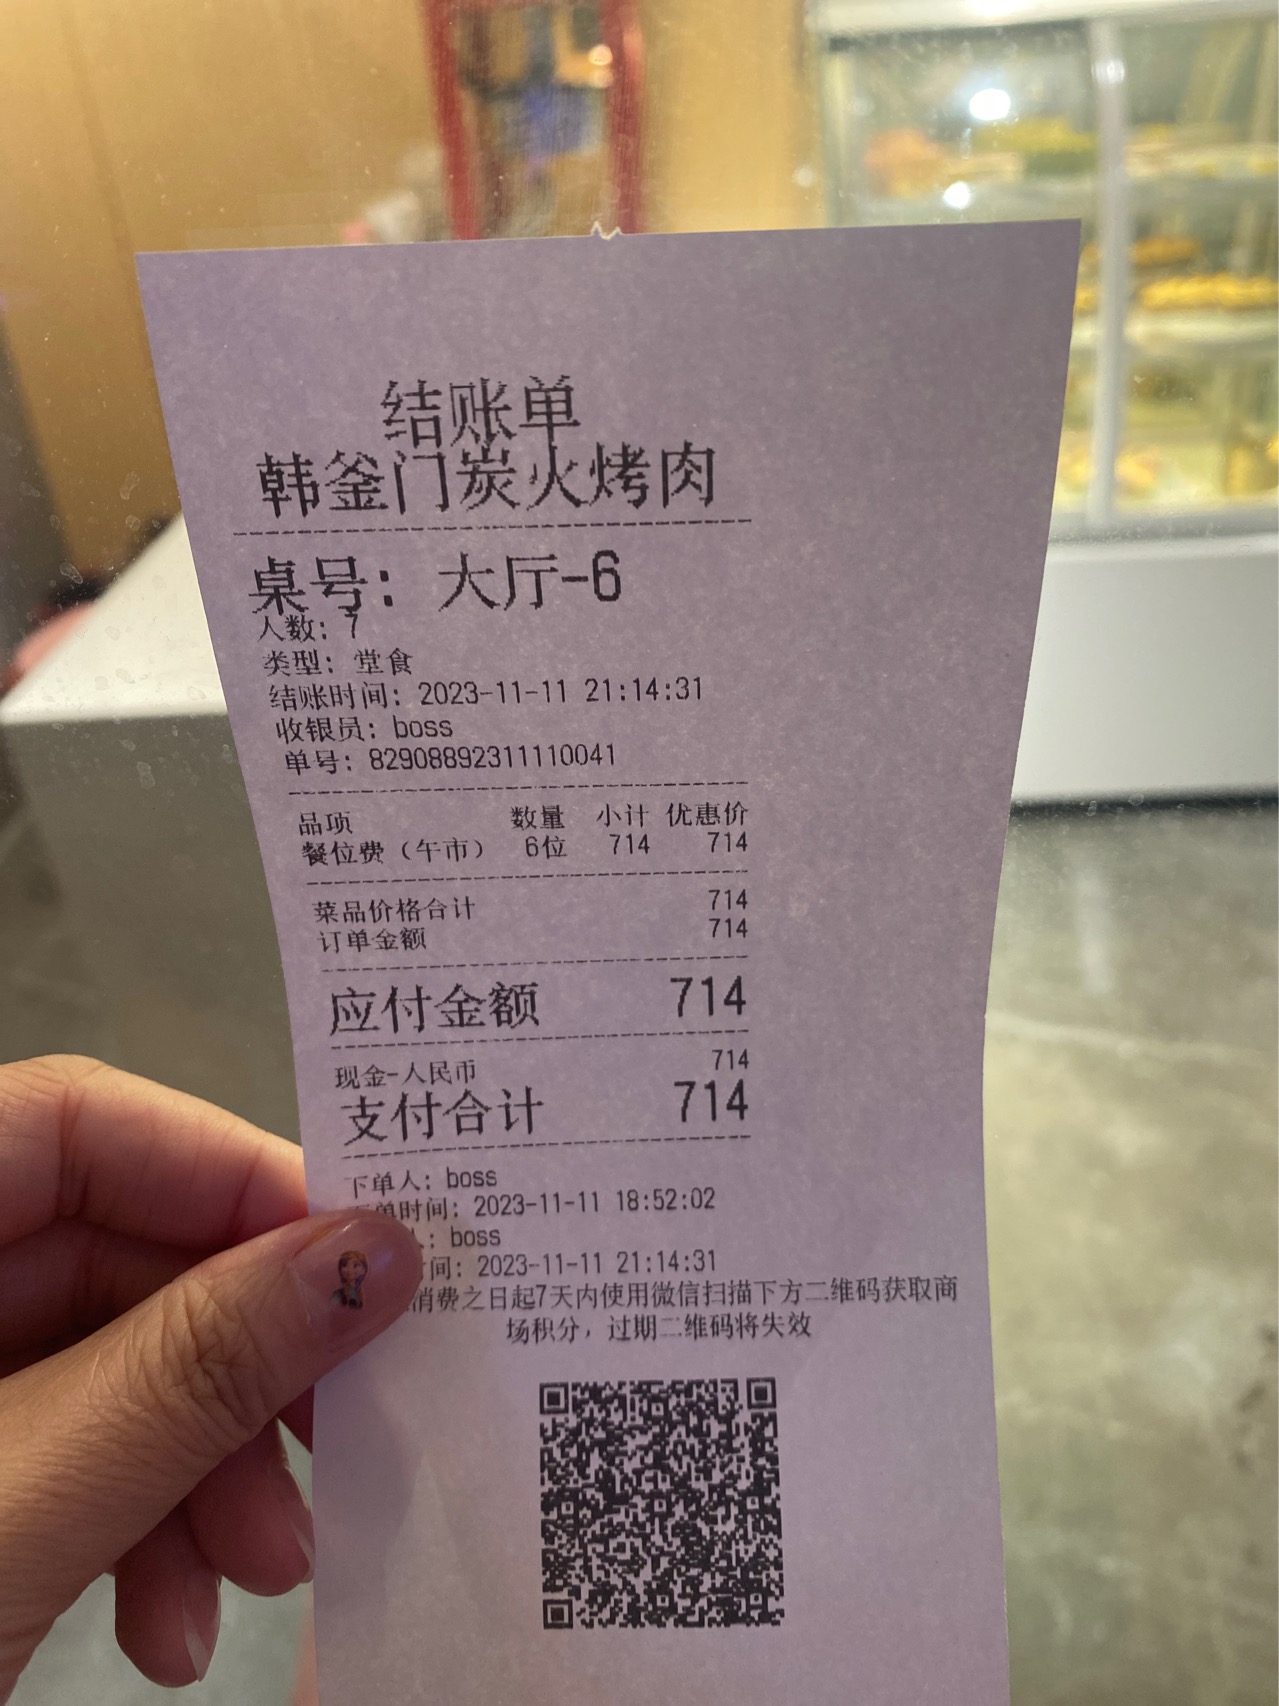 结账单
韩釜门炭火烤肉
桌号: 大厅-6
人数: 7
类型: 堂食
结账时间: 2023-11-11 21:14:31
收银员: boss
单号: 82908892311110041
品项 数量 小计 优惠价
餐位费（午市） 6位 714 714
菜品价格合计 714
订单金额 714
应付金额 714
现金-人民币 714
支付合计 714
下单人: boss
下单时间: 2023-11-11 18:52:02
人: boss
间: 2023-11-11 21:14:31
消费之日起7天内使用微信扫描下方二维码获取商
场积分，过期二维码将失效